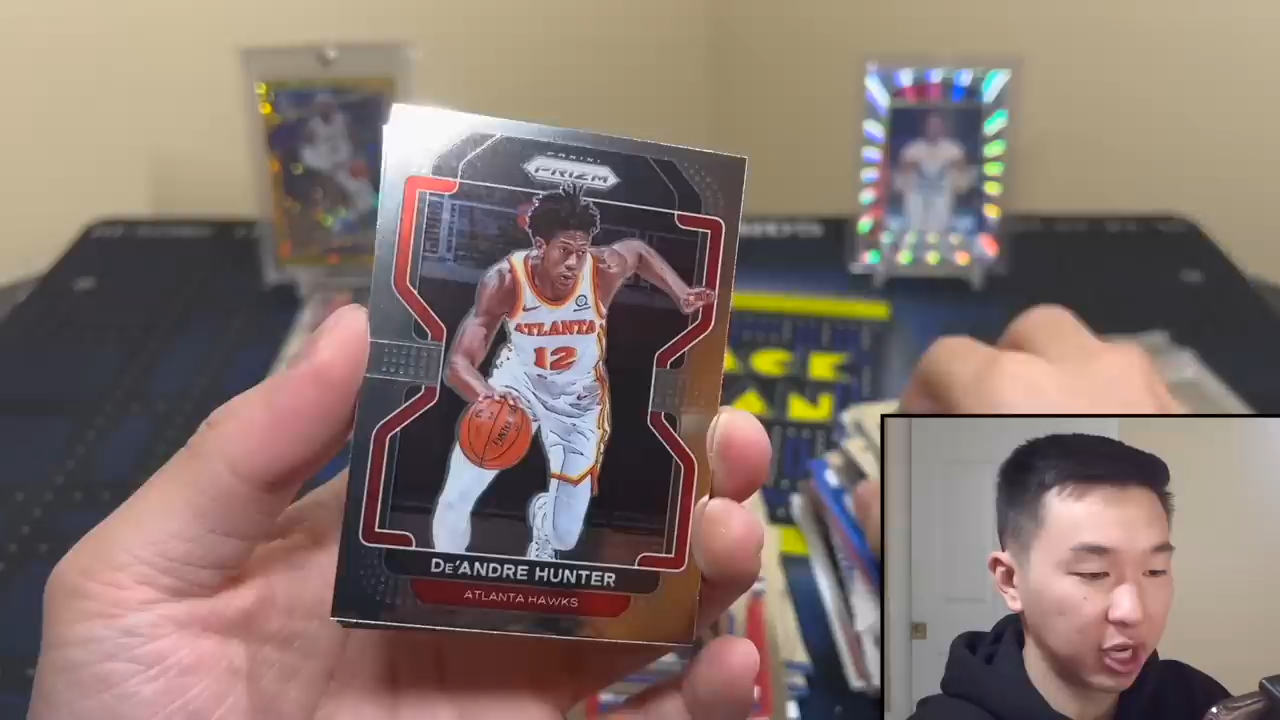 PANINI
PRIZM
ATLANTA
12
DE'ANDRE HUNTER
ATLANTA HAWKS